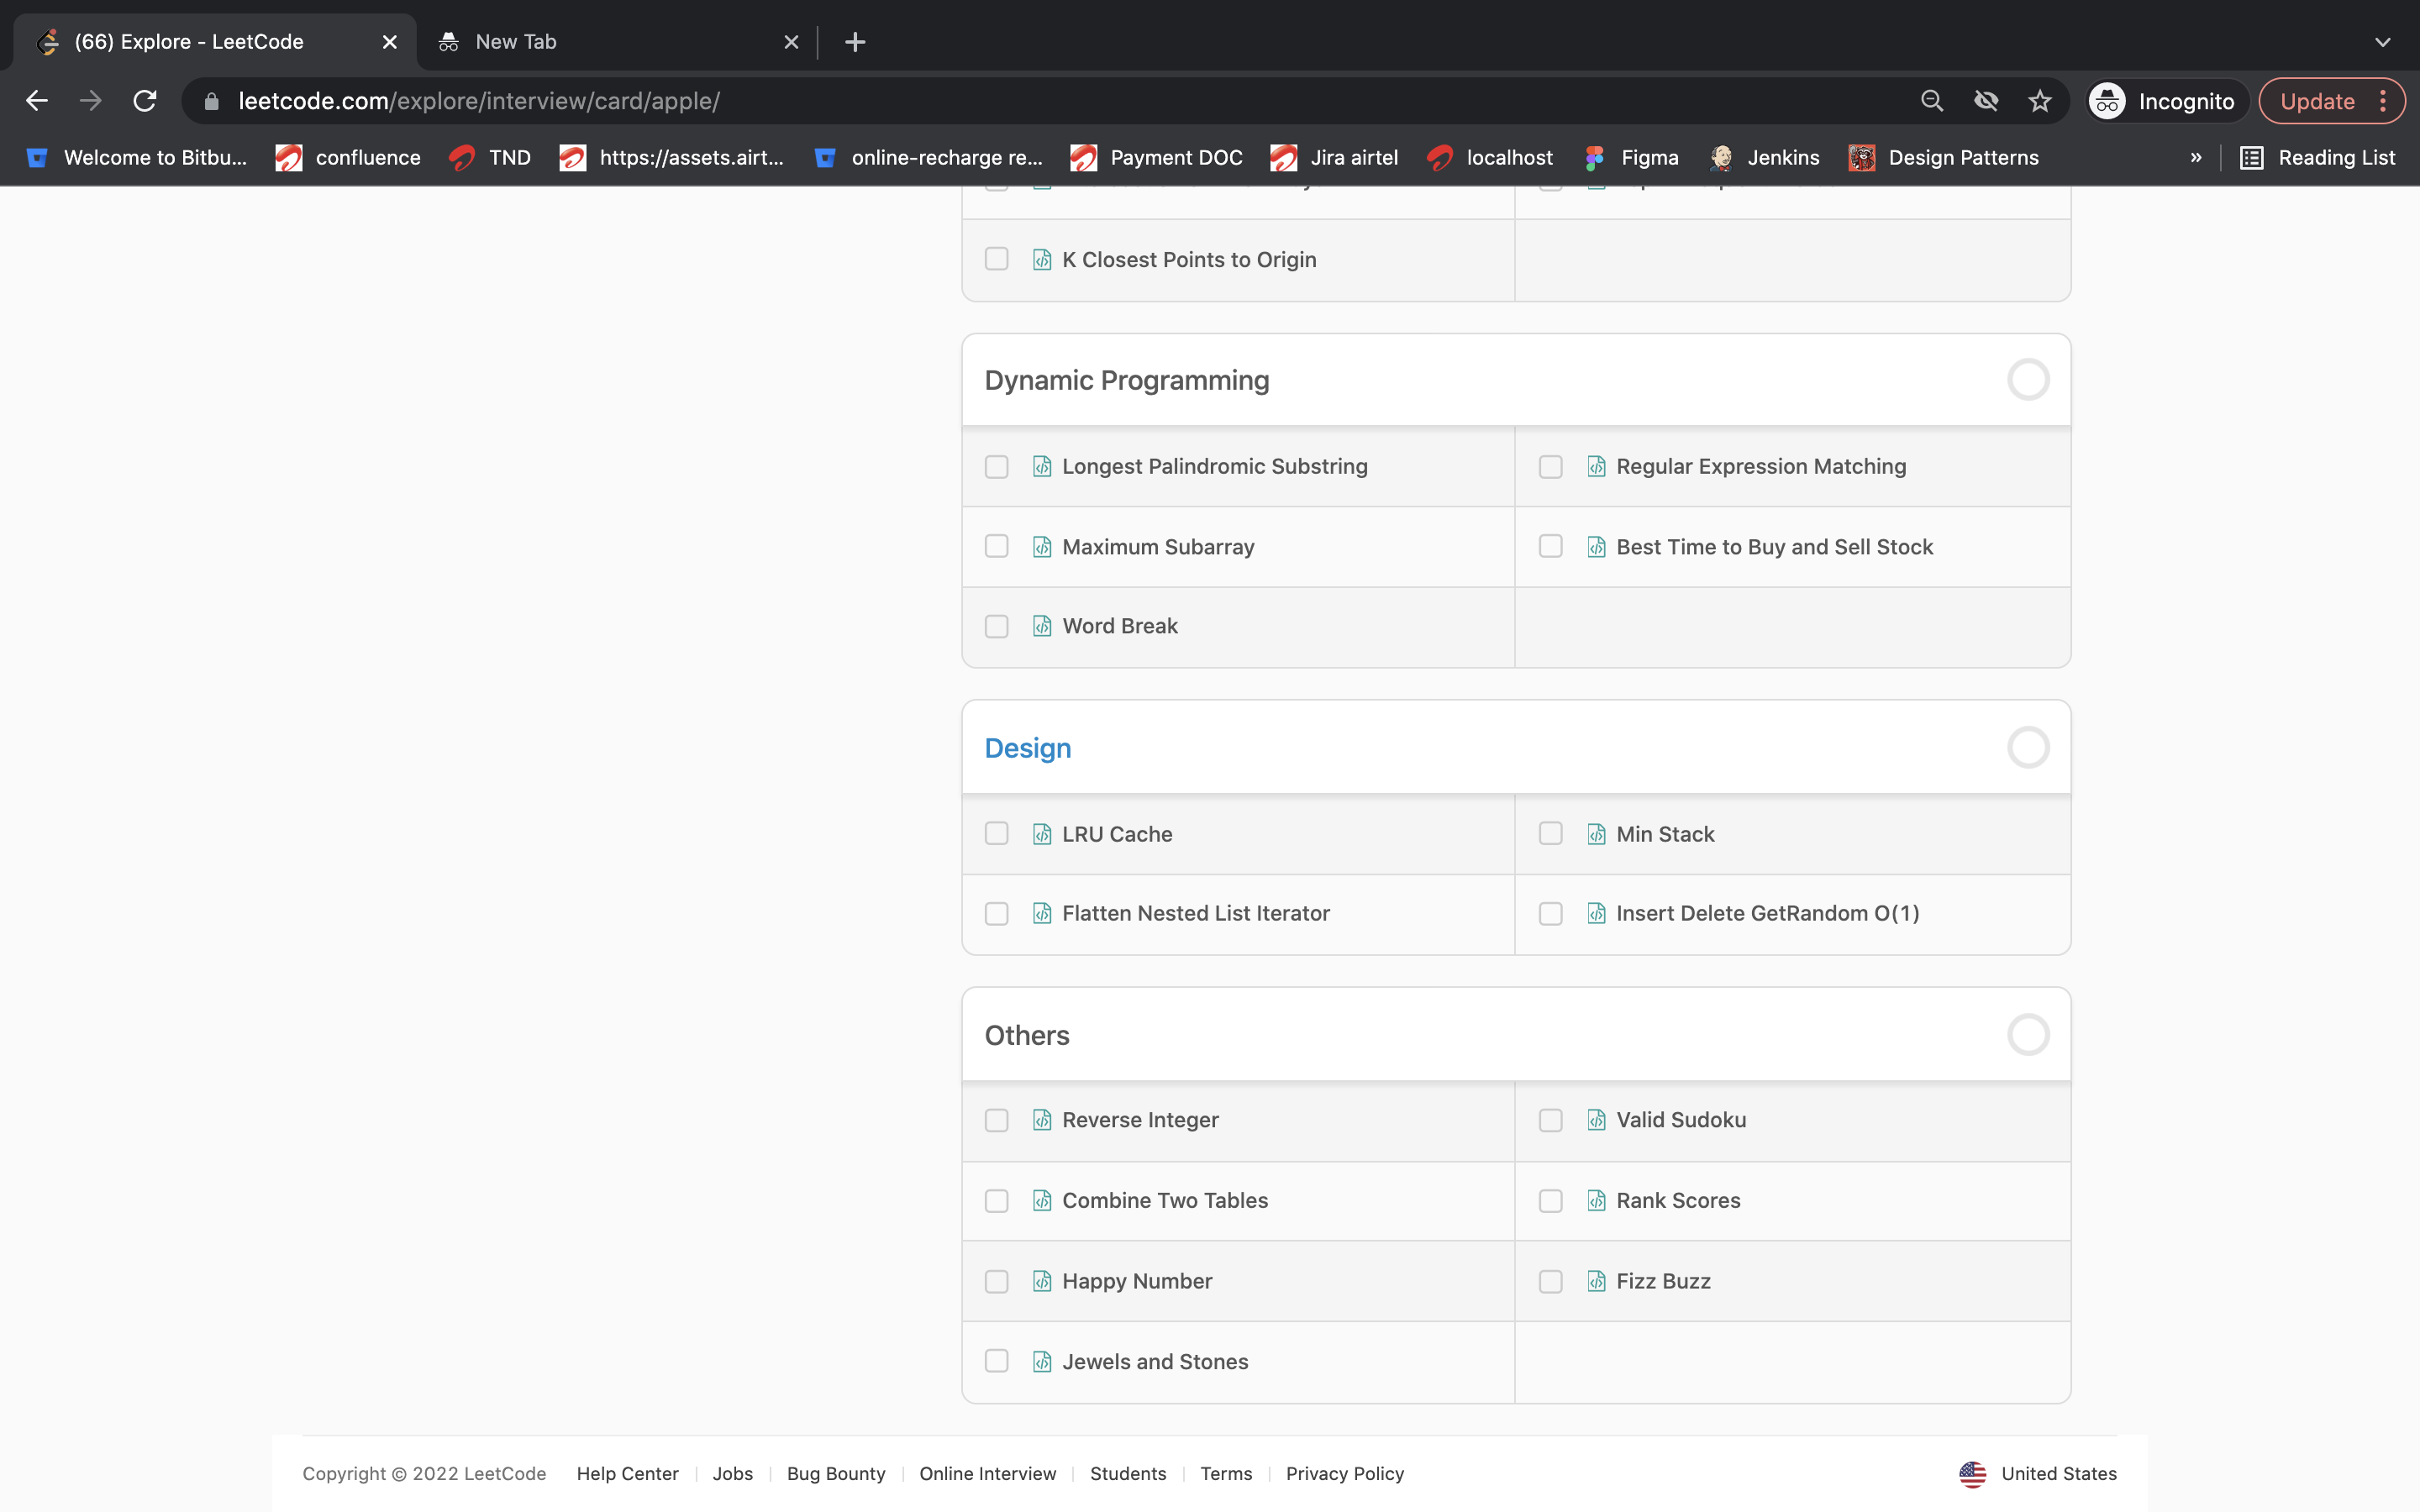 (66) Explore - LeetCode New Tab
leetcode.com/explore/interview/card/apple/ Incognito Update
Welcome to Bitbu... confluence TND https://assets.airt... online-recharge re... Payment DOC Jira airtel localhost Figma Jenkins Design Patterns » Reading List
K Closest Points to Origin
Dynamic Programming
Longest Palindromic Substring Regular Expression Matching
Maximum Subarray Best Time to Buy and Sell Stock
Word Break
Design
LRU Cache Min Stack
Flatten Nested List Iterator Insert Delete GetRandom O(1)
Others
Reverse Integer Valid Sudoku
Combine Two Tables Rank Scores
Happy Number Fizz Buzz
Jewels and Stones
Copyright © 2022 LeetCode Help Center | Jobs | Bug Bounty | Online Interview | Students | Terms | Privacy Policy United States